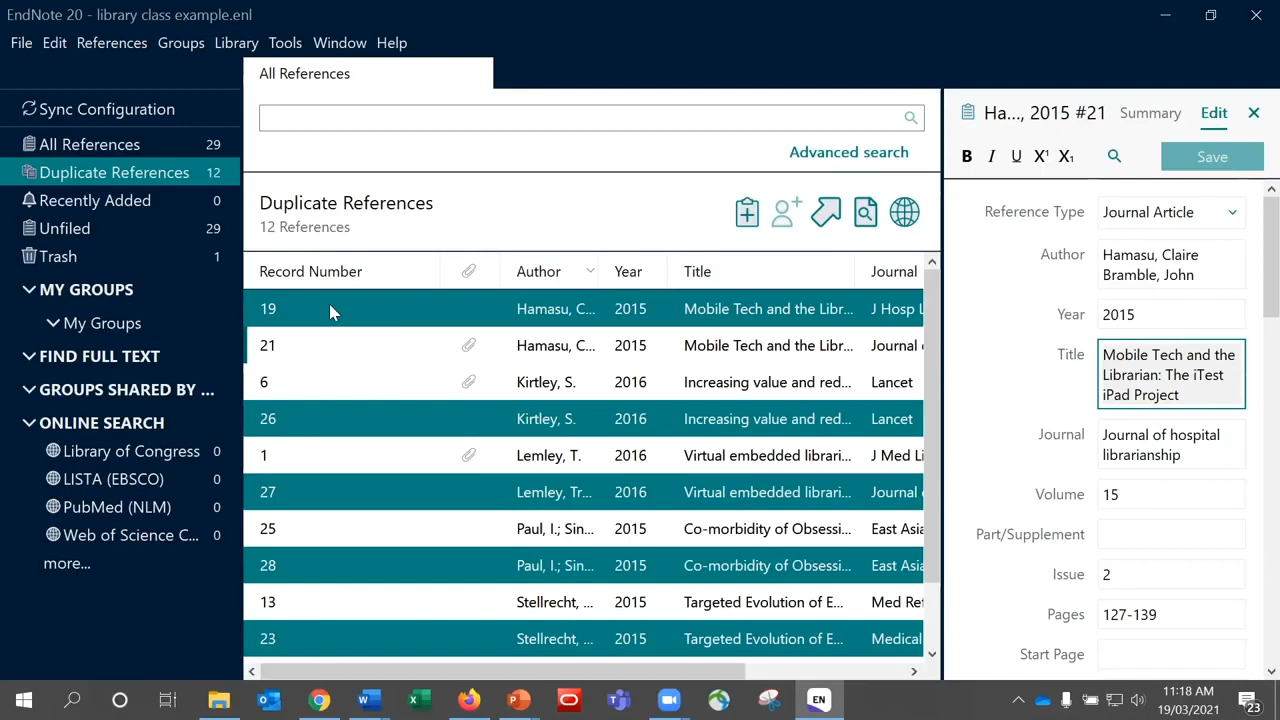 EndNote 20 - library class example.enl
File Edit References Groups Library Tools Window Help
All References
Sync Configuration
All References 29
Duplicate References 12
Recently Added 0
Unfiled 29
Trash 1
MY GROUPS
My Groups
FIND FULL TEXT
GROUPS SHARED BY ...
ONLINE SEARCH
Library of Congress 0
LISTA (EBSCO) 0
PubMed (NLM) 0
Web of Science C... 0
more...
Advanced search
Duplicate References
12 References
Record Number Author Year Title Journal
19 Hamasu, C... 2015 Mobile Tech and the Libr... J Hosp L
21 Hamasu, C... 2015 Mobile Tech and the Libr... Journal
6 Kirtley, S. 2016 Increasing value and red... Lancet
26 Kirtley, S. 2016 Increasing value and red... Lancet
1 Lemley, T. 2016 Virtual embedded librari... J Med Li
27 Lemley, Tr... 2016 Virtual embedded librari... Journal
25 Paul, I.; Sin... 2015 Co-morbidity of Obsessi... East Asia
28 Paul, I.; Sin... 2015 Co-morbidity of Obsessi... East Asia
13 Stellrecht, ... 2015 Targeted Evolution of E... Med Ref
23 Stellrecht, ... 2015 Targeted Evolution of E... Medical
Ha..., 2015 #21 Summary Edit
B I U X¹ X₁ Save
Reference Type Journal Article
Author Hamasu, Claire
Bramble, John
Year 2015
Title Mobile Tech and the
Librarian: The iTest
iPad Project
Journal Journal of hospital
librarianship
Volume 15
Part/Supplement
Issue 2
Pages 127-139
Start Page
EN
11:18 AM
19/03/2021
23